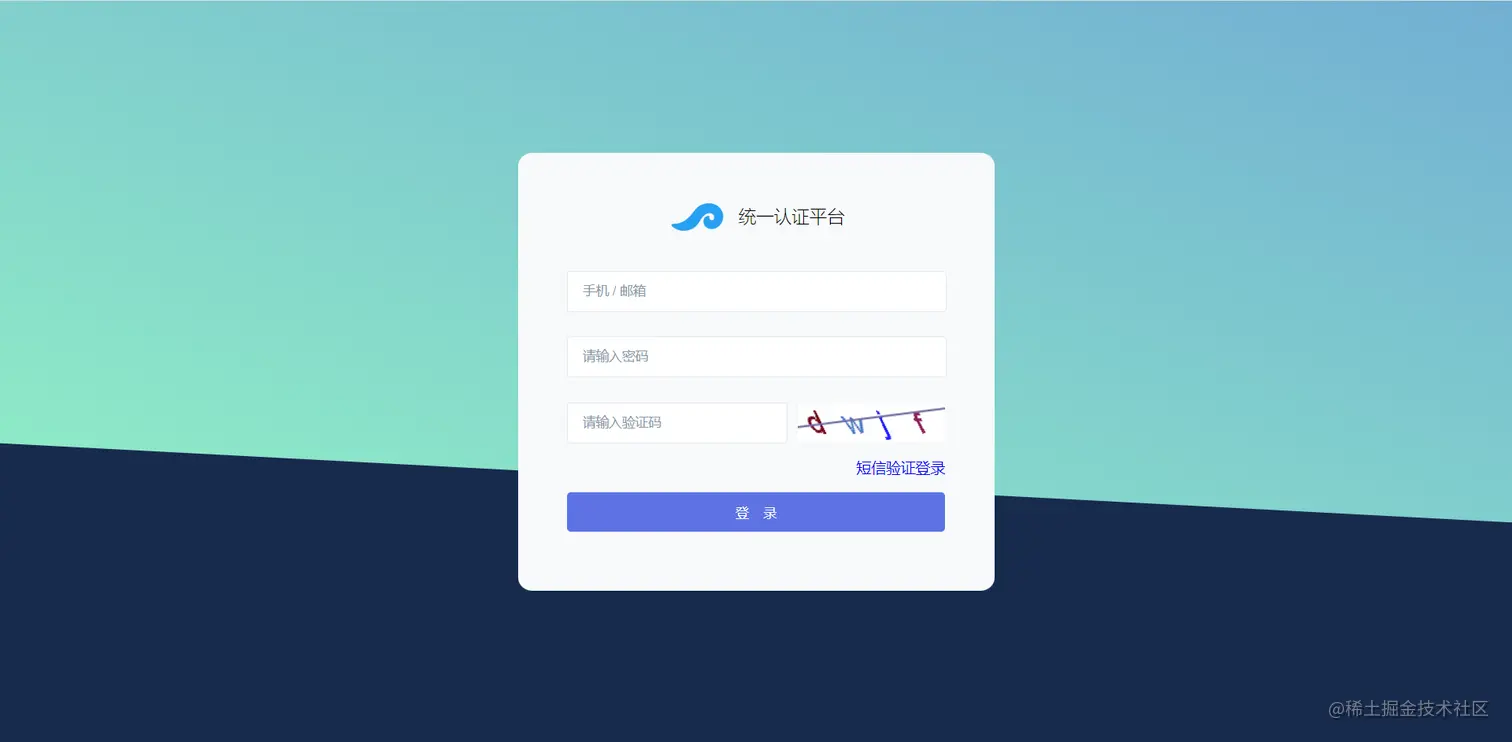 统一认证平台
手机 / 邮箱
请输入密码
请输入验证码
d w j f
短信验证登录
登 录
@稀土掘金技术社区